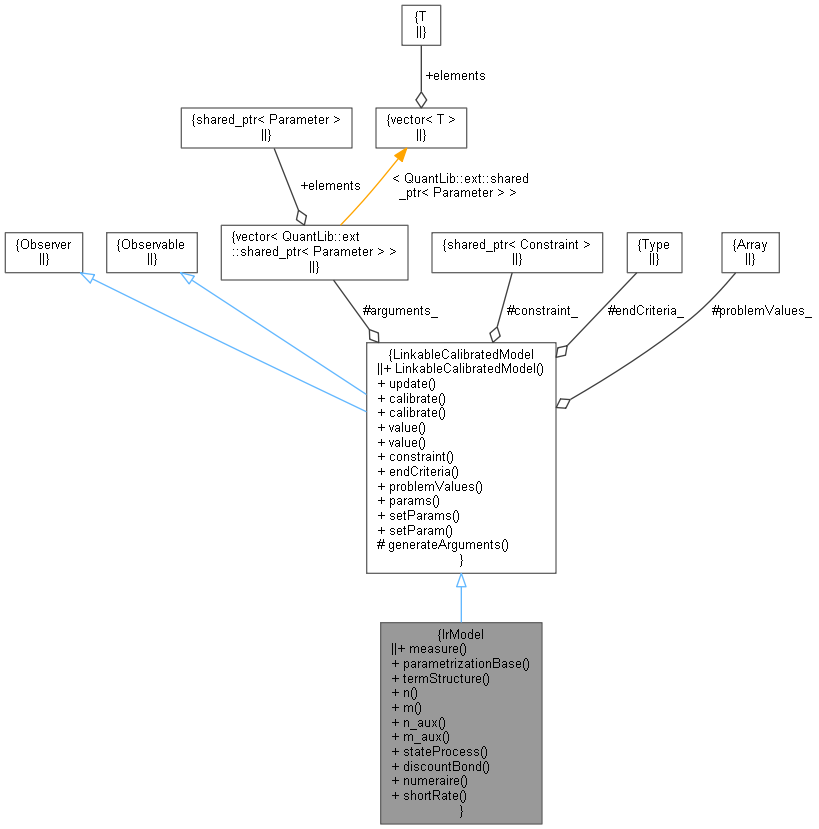 {T
||}
+elements
{shared_ptr< Parameter >
||}
{vector< T >
||}
+elements
< QuantLib::ext::shared
_ptr< Parameter > >
{Observer
||}
{Observable
||}
{vector< QuantLib::ext
::shared_ptr< Parameter > >
||}
{shared_ptr< Constraint >
||}
{Type
||}
{Array
||}
#arguments_
#constraint_
#endCriteria_
#problemValues_
{LinkableCalibratedModel
||+ LinkableCalibratedModel()
+ update()
+ calibrate()
+ calibrate()
+ value()
+ value()
+ constraint()
+ endCriteria()
+ problemValues()
+ params()
+ setParams()
+ setParam()
# generateArguments()
}
{IrModel
||+ measure()
+ parametrizationBase()
+ termStructure()
+ n()
+ m()
+ n_aux()
+ m_aux()
+ stateProcess()
+ discountBond()
+ numeraire()
+ shortRate()
}